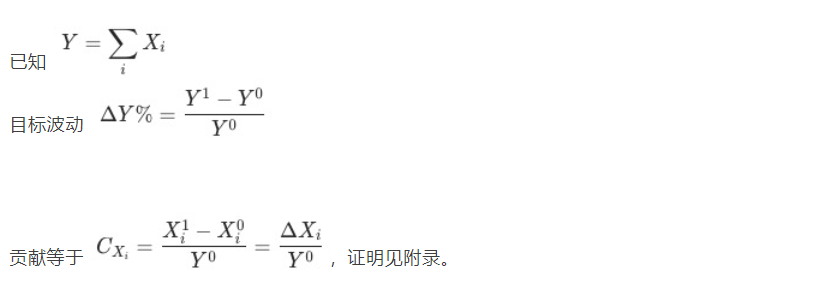 已知 $Y = \sum_{i} X_i$
目标波动 $\Delta Y\% = \frac{Y^1 - Y^0}{Y^0}$
贡献等于 $C_{X_i} = \frac{X_i^1 - X_i^0}{Y^0} = \frac{\Delta X_i}{Y^0}$ ，证明见附录。